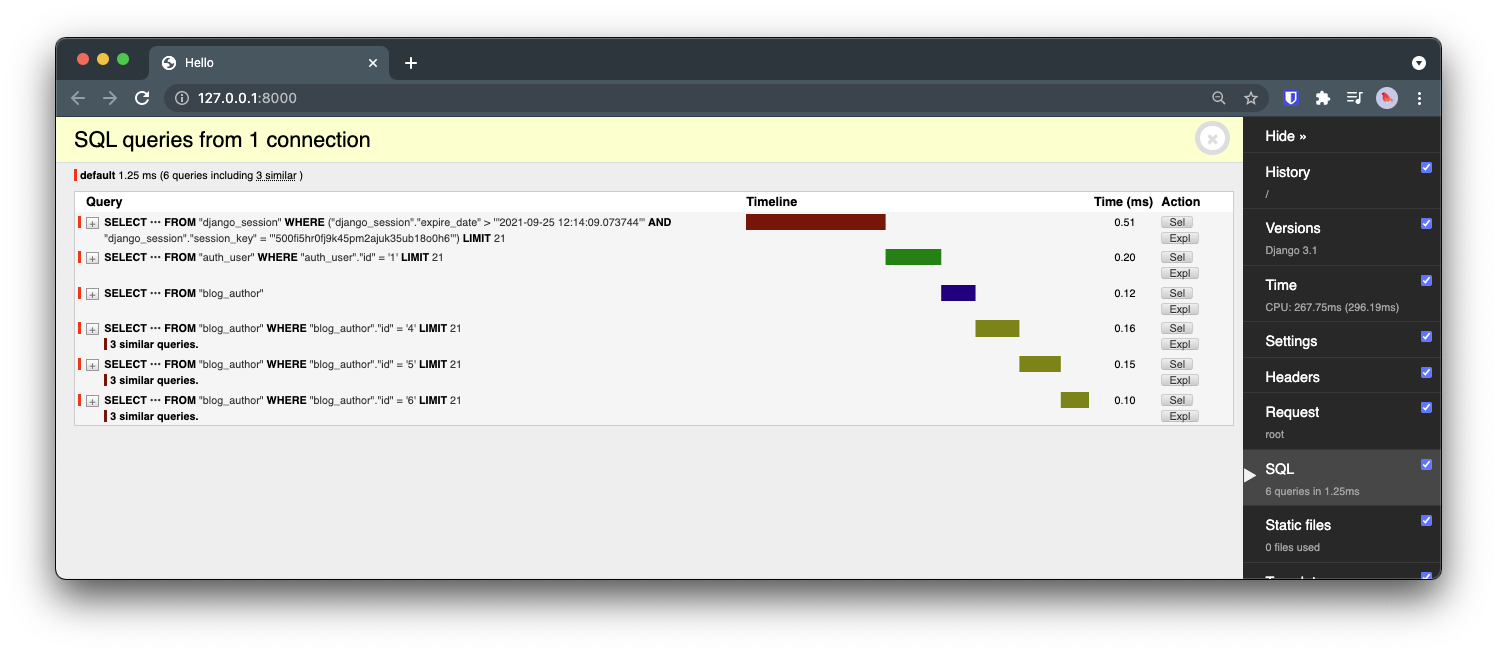 Hello
127.0.0.1:8000
SQL queries from 1 connection
default 1.25 ms (6 queries including 3 similar )
Query Timeline Time (ms) Action
SELECT ••• FROM "django_session" WHERE ("django_session"."expire_date" > '"2021-09-25 12:14:09.073744"' AND 0.51 Sel
"django_session"."session_key" = '"500fi5hr0fj9k45pm2ajuk35ub18o0h6"') LIMIT 21 Expl
SELECT ••• FROM "auth_user" WHERE "auth_user"."id" = '1' LIMIT 21 0.20 Sel
Expl
SELECT ••• FROM "blog_author" 0.12 Sel
Expl
SELECT ••• FROM "blog_author" WHERE "blog_author"."id" = '4' LIMIT 21 0.16 Sel
3 similar queries. Expl
SELECT ••• FROM "blog_author" WHERE "blog_author"."id" = '5' LIMIT 21 0.15 Sel
3 similar queries. Expl
SELECT ••• FROM "blog_author" WHERE "blog_author"."id" = '6' LIMIT 21 0.10 Sel
3 similar queries. Expl
Hide »
History
/
Versions
Django 3.1
Time
CPU: 267.75ms (296.19ms)
Settings
Headers
Request
root
SQL
6 queries in 1.25ms
Static files
0 files used